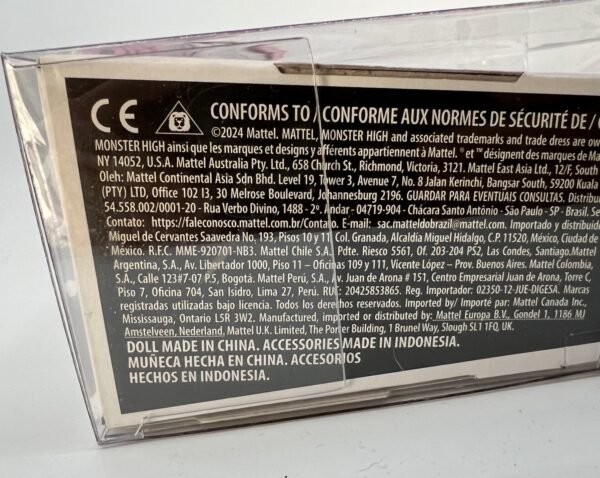 CE CONFORMS TO / CONFORME AUX NORMES DE SÉCURITÉ DE /
©2024 Mattel. MATTEL, MONSTER HIGH and associated trademarks and trade dress are
MONSTER HIGH ainsi que les marques et designs y afférents appartiennent à Mattel. ® et ™ désignent des marques de
NY 14052, U.S.A. Mattel Australia Pty. Ltd., 658 Church St., Richmond, Victoria, 3121. Mattel East Asia Ltd., 12/F, South
Oleh: Mattel Continental Asia Sdn Bhd. Level 19, Tower 3, Avenue 7, No. 8 Jalan Kerinchi, Bangsar South, 59200 Kuala
(PTY) LTD, Office 102 I3, 30 Melrose Boulevard, Johannesburg 2196. GUARDAR PARA EVENTUAIS CONSULTAS.
54.558.002/0001-20 - Rua Verbo Divino, 1488 - 2º. Andar - 04719-904 - Chácara Santo Antônio - São Paulo - SP - Brasil.
Contato: https://faleconosco.mattel.com.br/Contato. E-mail: sac.matteldobrazil@mattel.com. Importado y distribuido
Miguel de Cervantes Saavedra No. 193, Pisos 10 y 11 Col. Granada, Alcaldía Miguel Hidalgo, C.P. 11520, México, Ciudad de
México. R.F.C. MME-920701-NB3. Mattel Chile S.A., Pdte. Riesco 5561, Of. 203-204 PS2, Las Condes, Santiago. Mattel
Argentina, S.A., Av. Libertador 1000, Piso 11 – Oficinas 109 y 111, Vicente López – Prov. Buenos Aires. Mattel Colombia,
S.A., Calle 123#7-07 P.5, Bogotá. Mattel Perú, S.A., Av. Juan de Arona # 151, Centro Empresarial Juan de Arona, Torre C,
Piso 7, Oficina 704, San Isidro, Lima 27, Perú. RUC: 20425853865. Reg. Importador: 02350-12-JUE-DIGESA. Marcas
registradas utilizadas bajo licencia. Todos los derechos reservados. Imported by/ Importé par: Mattel Canada Inc.,
Mississauga, Ontario L5R 3W2. Manufactured, imported or distributed by: Mattel Europa B.V., Gondel 1, 1186 MJ
Amstelveen, Nederland. Mattel U.K. Limited, The Porter Building, 1 Brunel Way, Slough SL1 1FQ, UK.
DOLL MADE IN CHINA. ACCESSORIES MADE IN INDONESIA.
MUÑECA HECHA EN CHINA. ACCESORIOS
HECHOS EN INDONESIA.